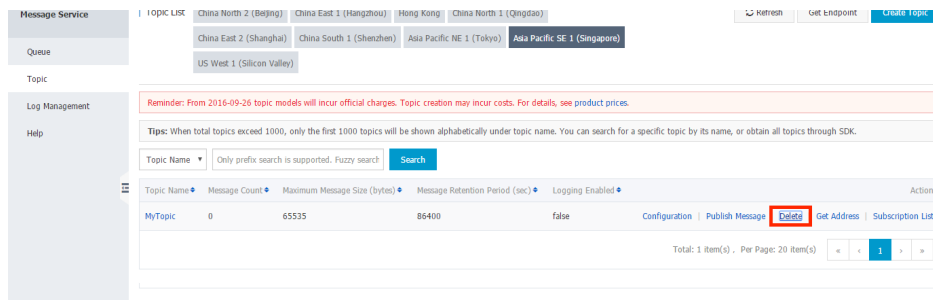 Message Service
Topic List China North 2 (Beijing) China East 1 (Hangzhou) Hong Kong China North 1 (Qingdao) Refresh Get Endpoint Create Topic
China East 2 (Shanghai) China South 1 (Shenzhen) Asia Pacific NE 1 (Tokyo) Asia Pacific SE 1 (Singapore)
US West 1 (Silicon Valley)
Queue
Topic
Log Management
Help
Reminder: From 2016-09-26 topic models will incur official charges. Topic creation may incur costs. For details, see product prices.
Tips: When total topics exceed 1000, only the first 1000 topics will be shown alphabetically under topic name. You can search for a specific topic by its name, or obtain all topics through SDK.
Topic Name Only prefix search is supported. Fuzzy search Search
Topic Name Message Count Maximum Message Size (bytes) Message Retention Period (sec) Logging Enabled Action
MyTopic 0 65535 86400 false Configuration | Publish Message | Delete Get Address | Subscription List
Total: 1 item(s) , Per Page: 20 item(s) « ‹ 1 › »